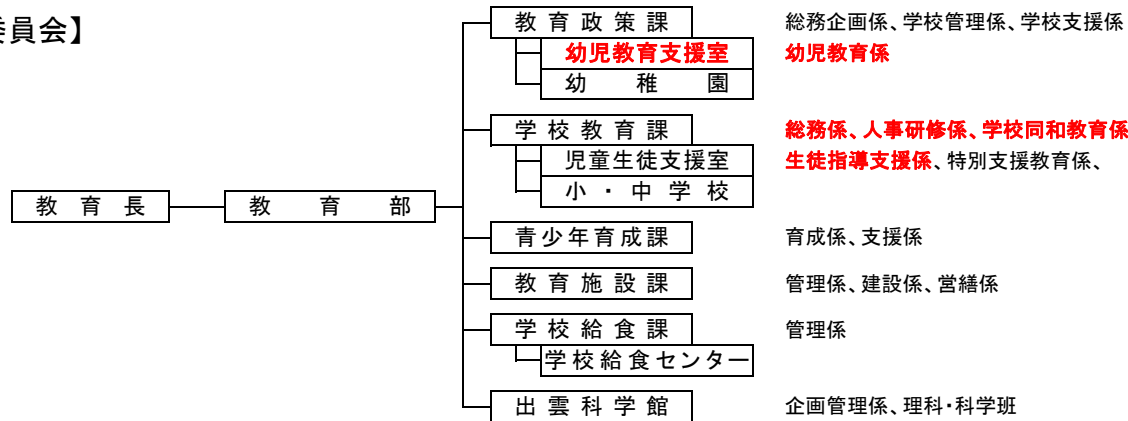 委員会】
教育政策課 総務企画係、学校管理係、学校支援係
幼児教育支援室 幼児教育係
幼稚園
学校教育課 総務係、人事研修係、学校同和教育係
児童生徒支援室 生徒指導支援係、特別支援教育係、
小・中学校
教育長 教育部
青少年育成課 育成係、支援係
教育施設課 管理係、建設係、営繕係
学校給食課 管理係
学校給食センター
出雲科学館 企画管理係、理科・科学班